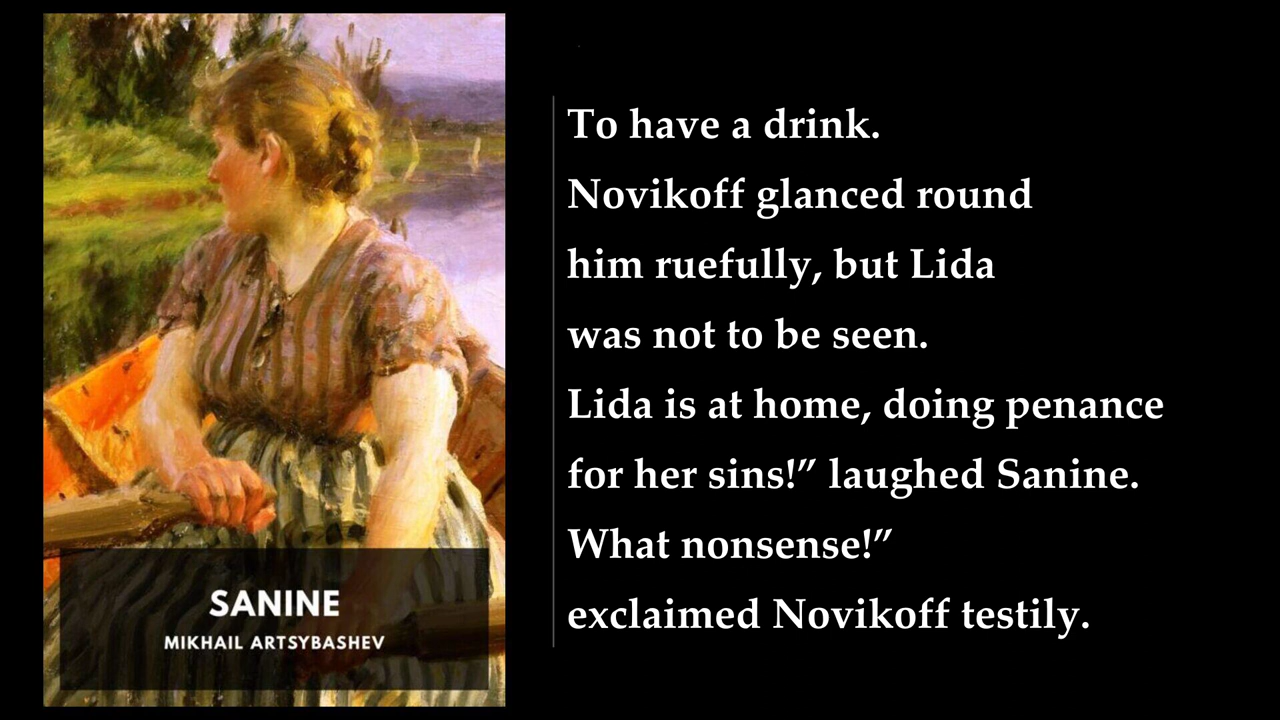 SANINE
MIKHAIL ARTSYBASHEV
To have a drink.
Novikoff glanced round
him ruefully, but Lida
was not to be seen.
Lida is at home, doing penance
for her sins!” laughed Sanine.
What nonsense!”
exclaimed Novikoff testily.